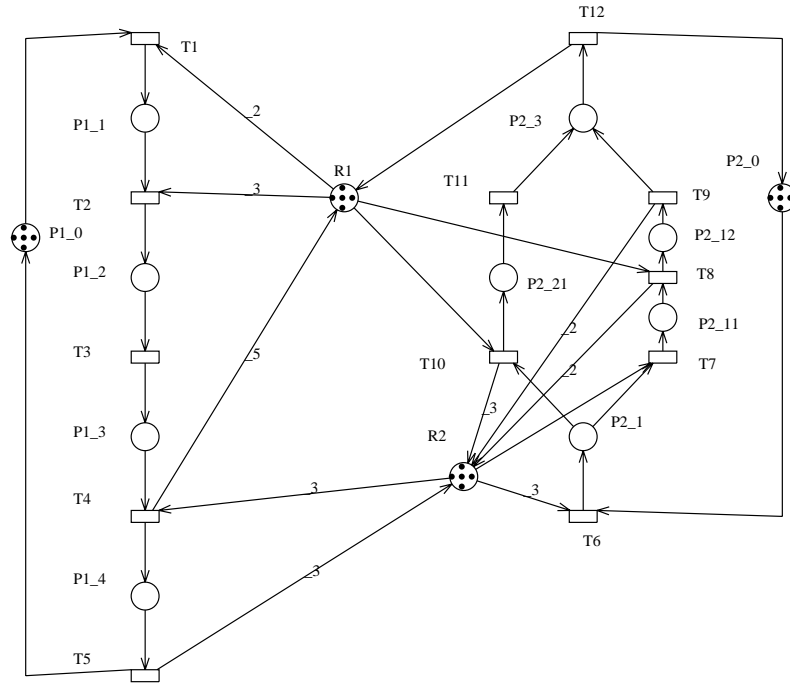 T12
T1
_2
P1_1
P2_3
R1
P2_0
T11
_3
T2
T9
P1_0
P2_12
P1_2
T8
P2_21
P2_11
_2
T3
T10
_2
T7
_5
_3
P1_3
R2
P2_1
_3
_3
T4
T6
P1_4
_3
T5